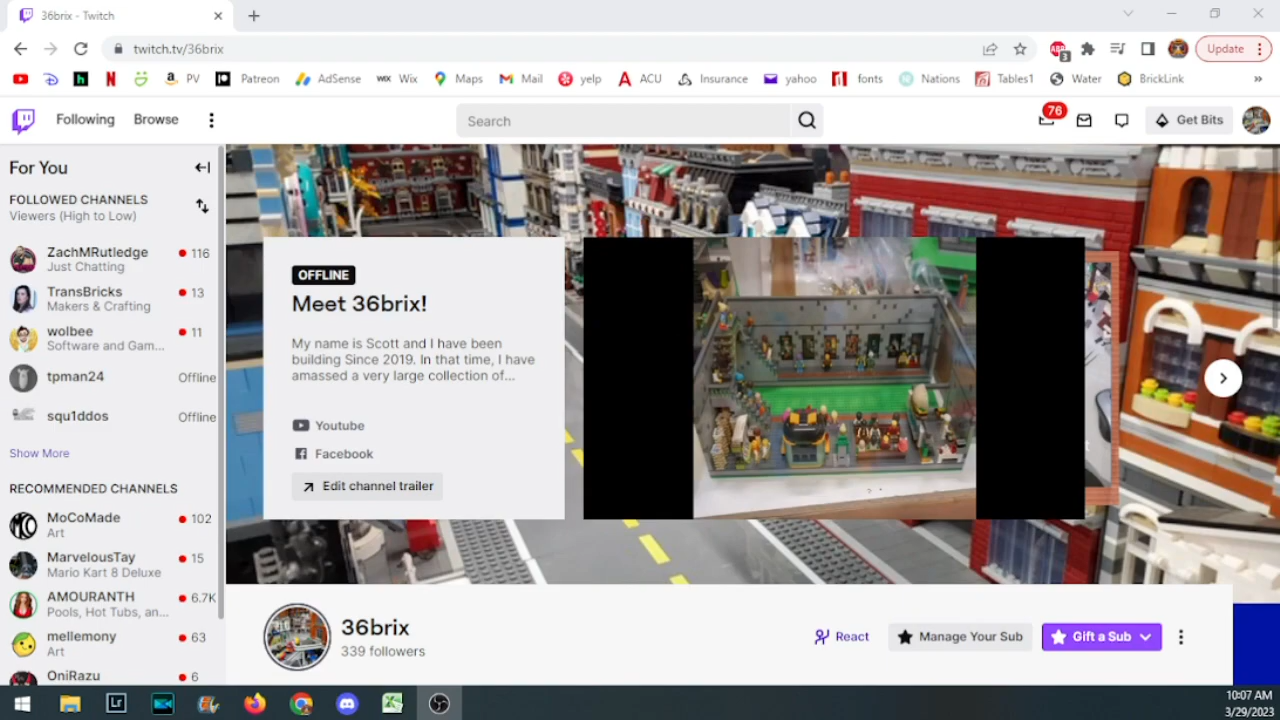 36brix - Twitch
twitch.tv/36brix
Update
PV
Patreon
AdSense
WIX Wix
Maps
Mail
yelp
ACU
Insurance
yahoo
fonts
Nations
Tables1
Water
BrickLink
Following
Browse
Search
76
Get Bits
For You
FOLLOWED CHANNELS
Viewers (High to Low)
ZachMRutledge
116
Just Chatting
TransBricks
13
Makers & Crafting
wolbee
11
Software and Gam...
tpman24
Offline
squ1ddos
Offline
Show More
RECOMMENDED CHANNELS
MoCoMade
102
Art
MarvelousTay
15
Mario Kart 8 Deluxe
AMOURANTH
6.7K
Pools, Hot Tubs, an...
mellemony
63
Art
OniRazu
6
OFFLINE
Meet 36brix!
My name is Scott and I have been
building Since 2019. In that time, I have
amassed a very large collection of...
Youtube
Facebook
Edit channel trailer
36brix
339 followers
React
Manage Your Sub
Gift a Sub
Lr
10:07 AM
3/29/2023